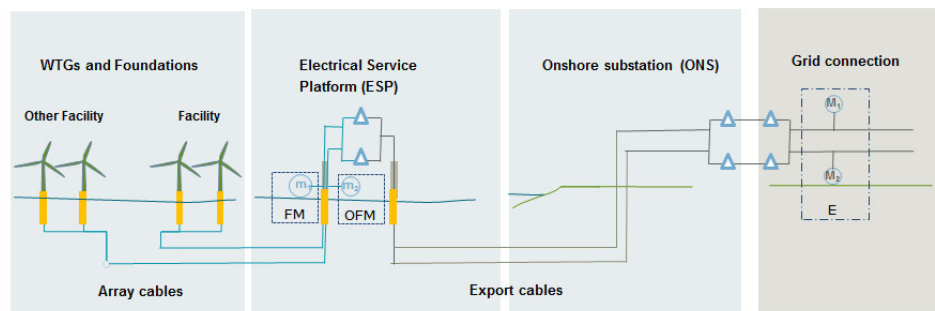 WTGs and Foundations
Other Facility
Facility
Array cables
Electrical Service
Platform (ESP)
m₁
m₂
FM
OFM
Export cables
Onshore substation (ONS)
Grid connection
M₁
M₂
E